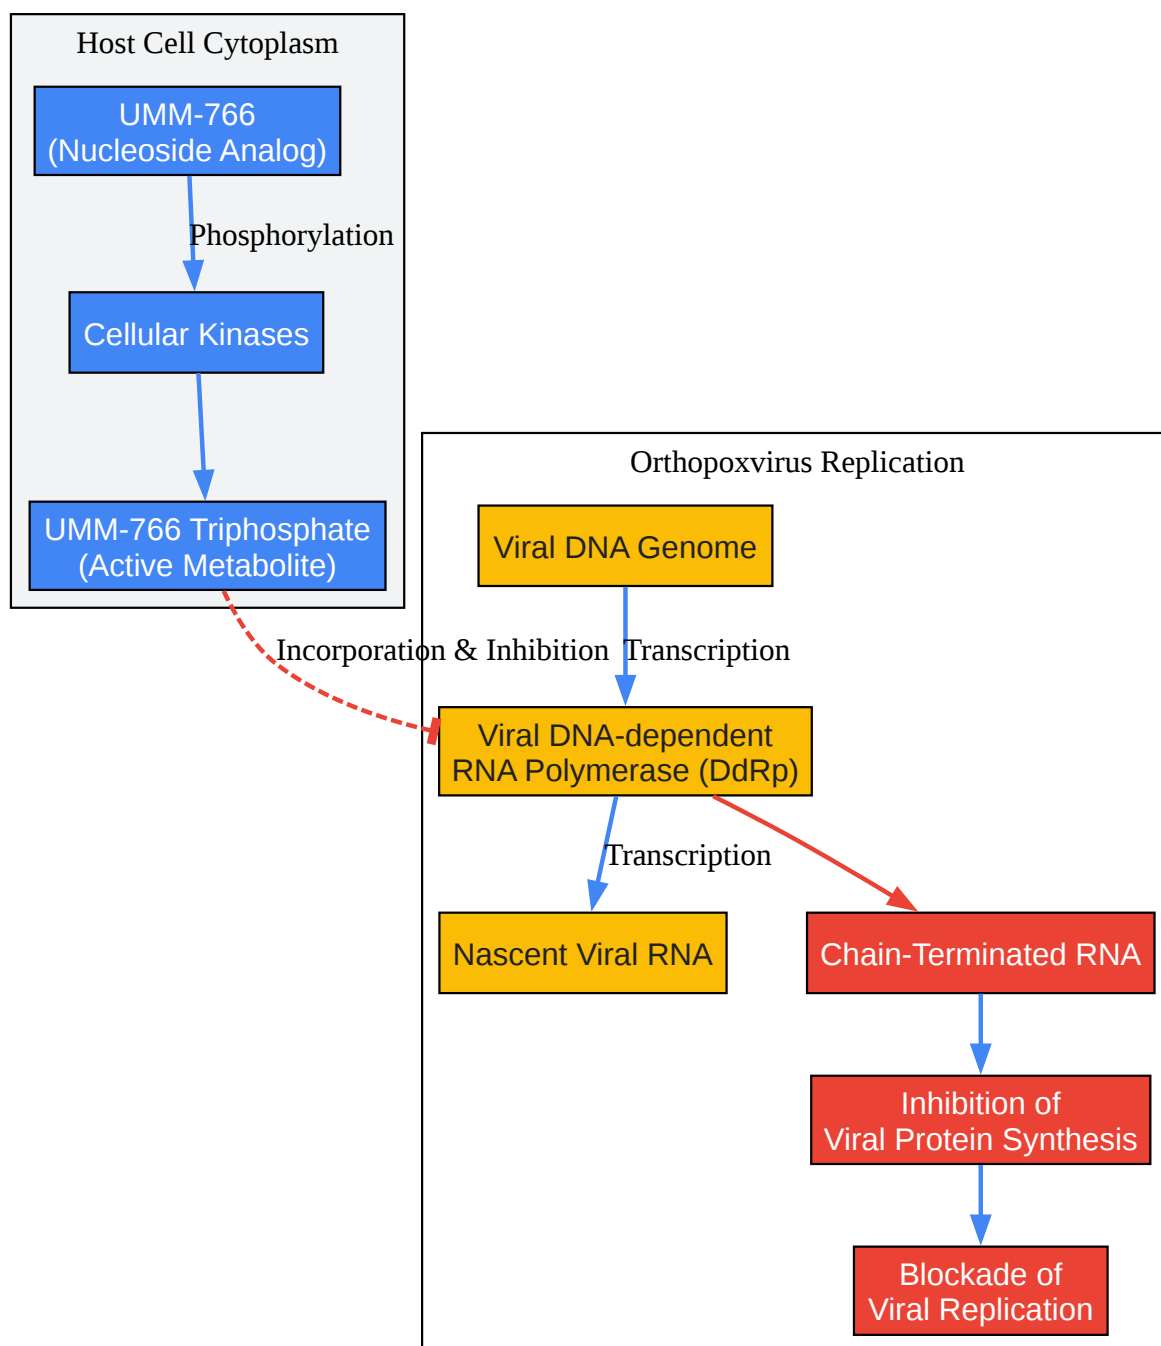 Host Cell Cytoplasm
UMM-766
(Nucleoside Analog)
Phosphorylation
Cellular Kinases
UMM-766 Triphosphate
(Active Metabolite)
Orthopoxvirus Replication
Viral DNA Genome
Incorporation & Inhibition
Transcription
Viral DNA-dependent
RNA Polymerase (DdRp)
Transcription
Nascent Viral RNA
Chain-Terminated RNA
Inhibition of
Viral Protein Synthesis
Blockade of
Viral Replication